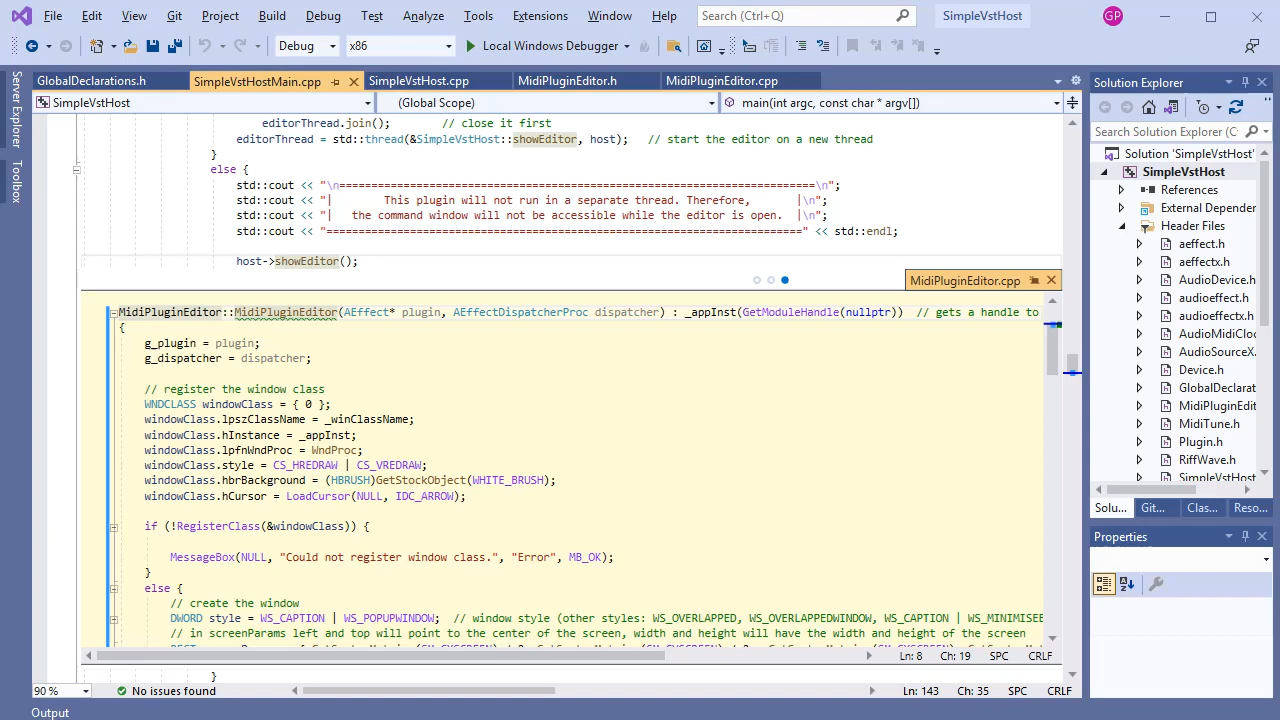 File Edit View Git Project Build Debug Test Analyze Tools Extensions Window Help Search (Ctrl+Q) SimpleVstHost GP
Debug x86 Local Windows Debugger
Server Explorer
Toolbox
GlobalDeclarations.h SimpleVstHostMain.cpp SimpleVstHost.cpp MidiPluginEditor.h MidiPluginEditor.cpp
SimpleVstHost (Global Scope) main(int argc, const char * argv[])
editorThread.join(); // close it first
editorThread = std::thread(&SimpleVstHost::showEditor, host); // start the editor on a new thread
}
else {
std::cout << "\n==========================================================================\n";
std::cout << "|        This plugin will not run in a separate thread. Therefore,       |\n";
std::cout << "|   the command window will not be accessible while the editor is open.  |\n";
std::cout << "==========================================================================" << std::endl;
host->showEditor();
MidiPluginEditor.cpp
MidiPluginEditor::MidiPluginEditor(AEffect* plugin, AEffectDispatcherProc dispatcher) : _appInst(GetModuleHandle(nullptr)) // gets a handle to
{
g_plugin = plugin;
g_dispatcher = dispatcher;
// register the window class
WNDCLASS windowClass = { 0 };
windowClass.lpszClassName = _winClassName;
windowClass.hInstance = _appInst;
windowClass.lpfnWndProc = WndProc;
windowClass.style = CS_HREDRAW | CS_VREDRAW;
windowClass.hbrBackground = (HBRUSH)GetStockObject(WHITE_BRUSH);
windowClass.hCursor = LoadCursor(NULL, IDC_ARROW);
if (!RegisterClass(&windowClass)) {
MessageBox(NULL, "Could not register window class.", "Error", MB_OK);
}
else {
// create the window
DWORD style = WS_CAPTION | WS_POPUPWINDOW; // window style (other styles: WS_OVERLAPPED, WS_OVERLAPPEDWINDOW, WS_CAPTION | WS_MINIMISEB
// in screenParams left and top will point to the center of the screen, width and height will have the width and height of the screen
Ln: 8 Ch: 19 SPC CRLF
}
90 % No issues found Ln: 143 Ch: 35 SPC CRLF
Output
Solution Explorer
Search Solution Explorer (
Solution 'SimpleVstHost'
SimpleVstHost
References
External Depender
Header Files
aeffect.h
aeffectx.h
AudioDevice.h
audioeffect.h
audioeffectx.h
AudioMidiClo
AudioSourceX.
Device.h
GlobalDeclarat
MidiPluginEdit
MidiTune.h
Plugin.h
RiffWave.h
SimpleVstHost
Solu... Git... Clas... Reso...
Properties